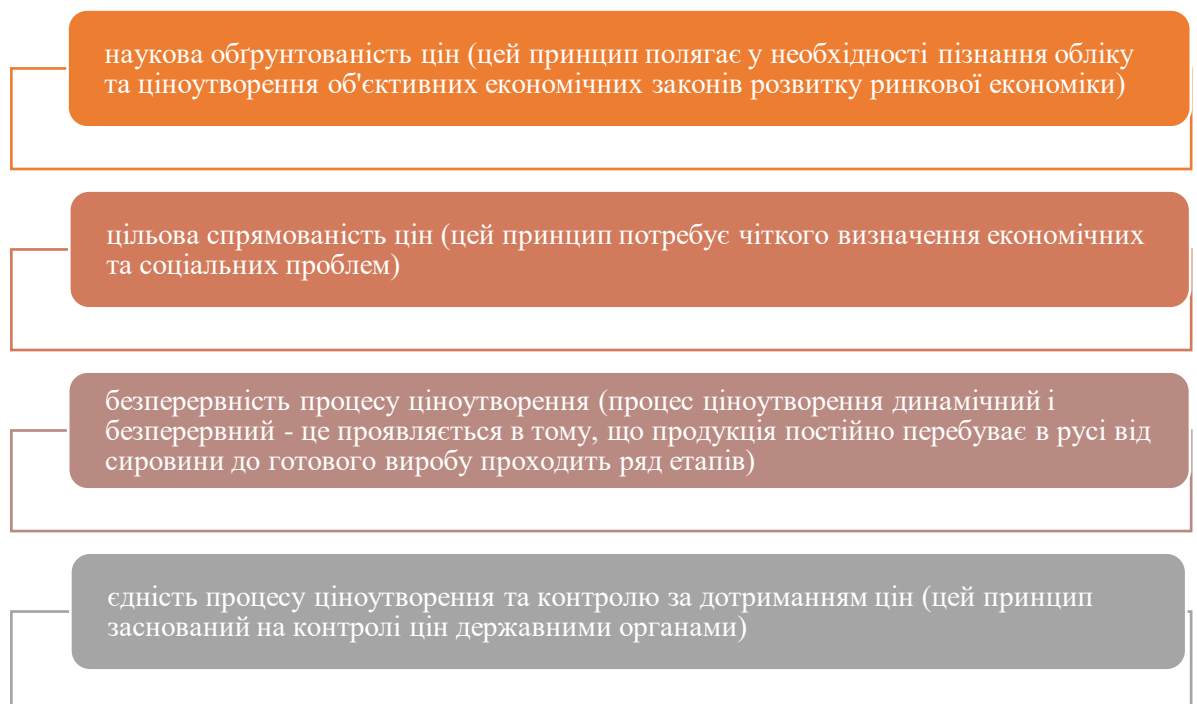 наукова обґрунтованість цін (цей принцип полягає у необхідності пізнання обліку
та ціноутворення об'єктивних економічних законів розвитку ринкової економіки)
цільова спрямованість цін (цей принцип потребує чіткого визначення економічних
та соціальних проблем)
безперервність процесу ціноутворення (процес ціноутворення динамічний і
безперервний - це проявляється в тому, що продукція постійно перебуває в русі від
сировини до готового виробу проходить ряд етапів)
єдність процесу ціноутворення та контролю за дотриманням цін (цей принцип
заснований на контролі цін державними органами)